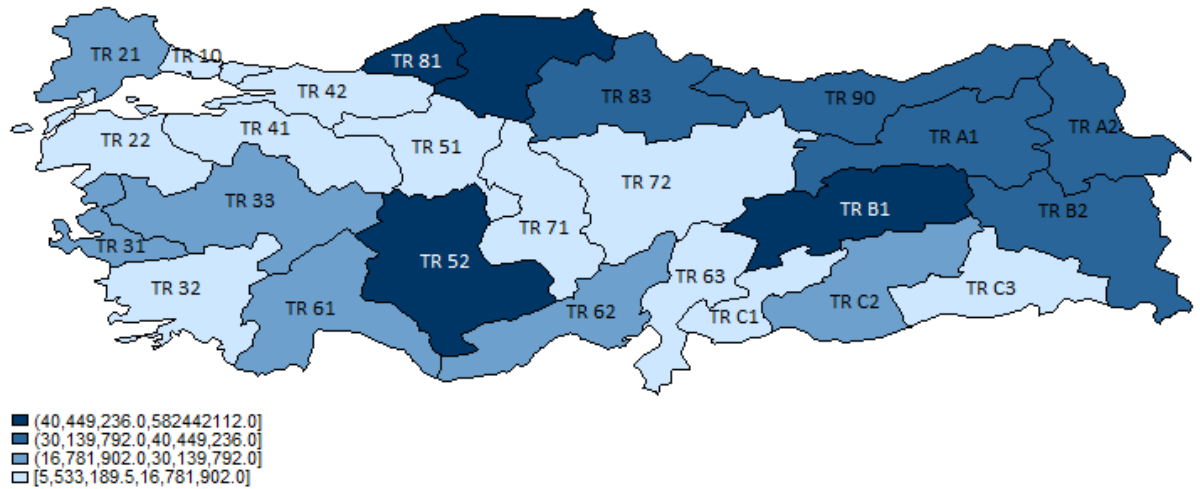 TR 21
TR 10
TR 81
TR 42
TR 83
TR 90
TR 22
TR 41
TR 51
TR A1
TR A2
TR 33
TR 72
TR B1
TR B2
TR 31
TR 71
TR 52
TR 32
TR 63
TR C3
TR 61
TR 62
TR C1
TR C2
(40,449,236.0,582442112.0]
(30,139,792.0,40,449,236.0]
(16,781,902.0,30,139,792.0]
[5,533,189.5,16,781,902.0]